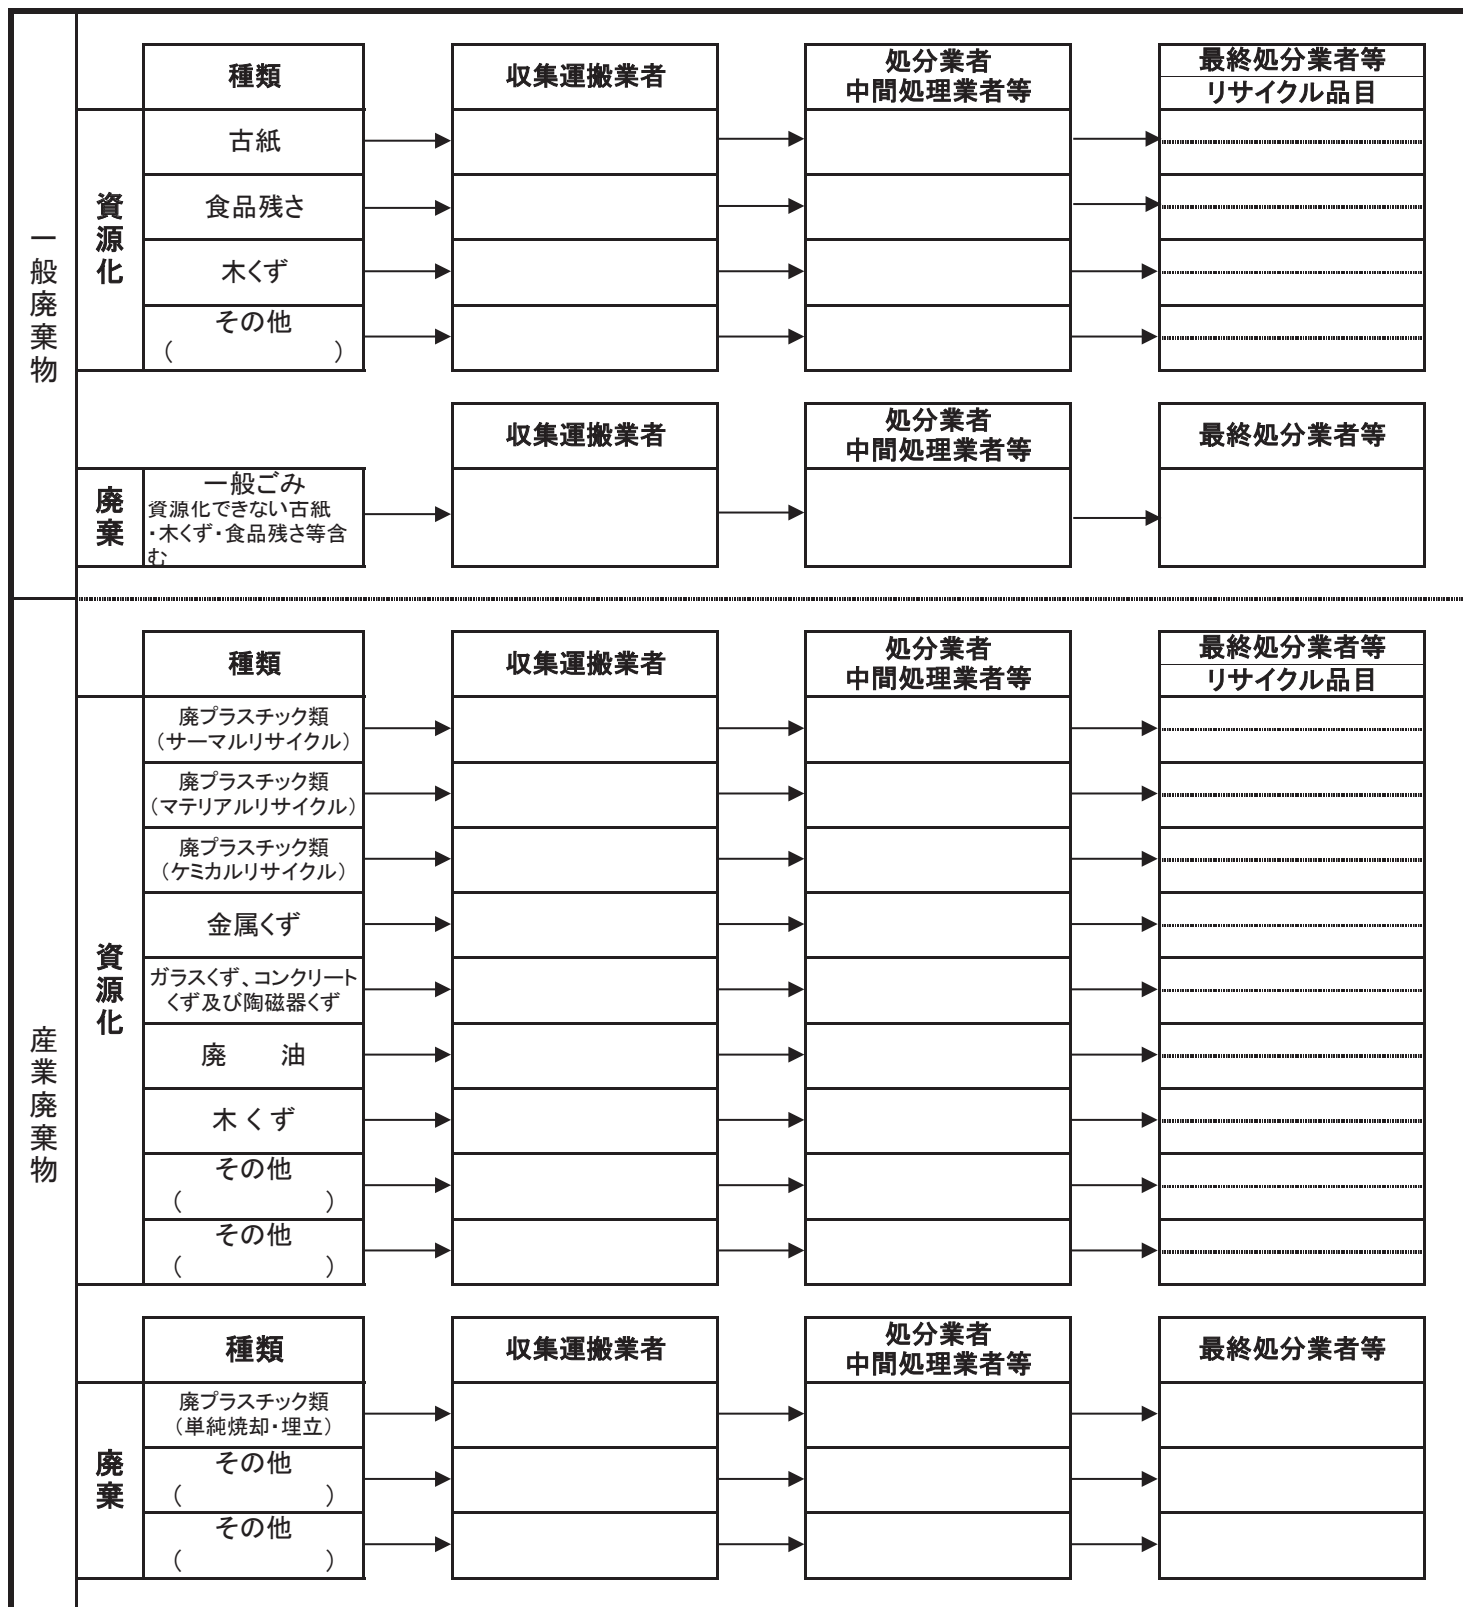 一般廃棄物
種類
収集運搬業者
処分業者
中間処理業者等
最終処分業者等
リサイクル品目
資源化
古紙
食品残さ
木くず
その他
（　　　　　　）
収集運搬業者
処分業者
中間処理業者等
最終処分業者等
廃棄
一般ごみ
資源化できない古紙
・木くず・食品残さ等含
む
産業廃棄物
種類
収集運搬業者
処分業者
中間処理業者等
最終処分業者等
リサイクル品目
資源化
廃プラスチック類
（サーマルリサイクル）
廃プラスチック類
（マテリアルリサイクル）
廃プラスチック類
（ケミカルリサイクル）
金属くず
ガラスくず、コンクリート
くず及び陶磁器くず
廃　　油
木くず
その他
（　　　　　　）
その他
（　　　　　　）
種類
収集運搬業者
処分業者
中間処理業者等
最終処分業者等
廃棄
廃プラスチック類
（単純焼却・埋立）
その他
（　　　　　　）
その他
（　　　　　　）